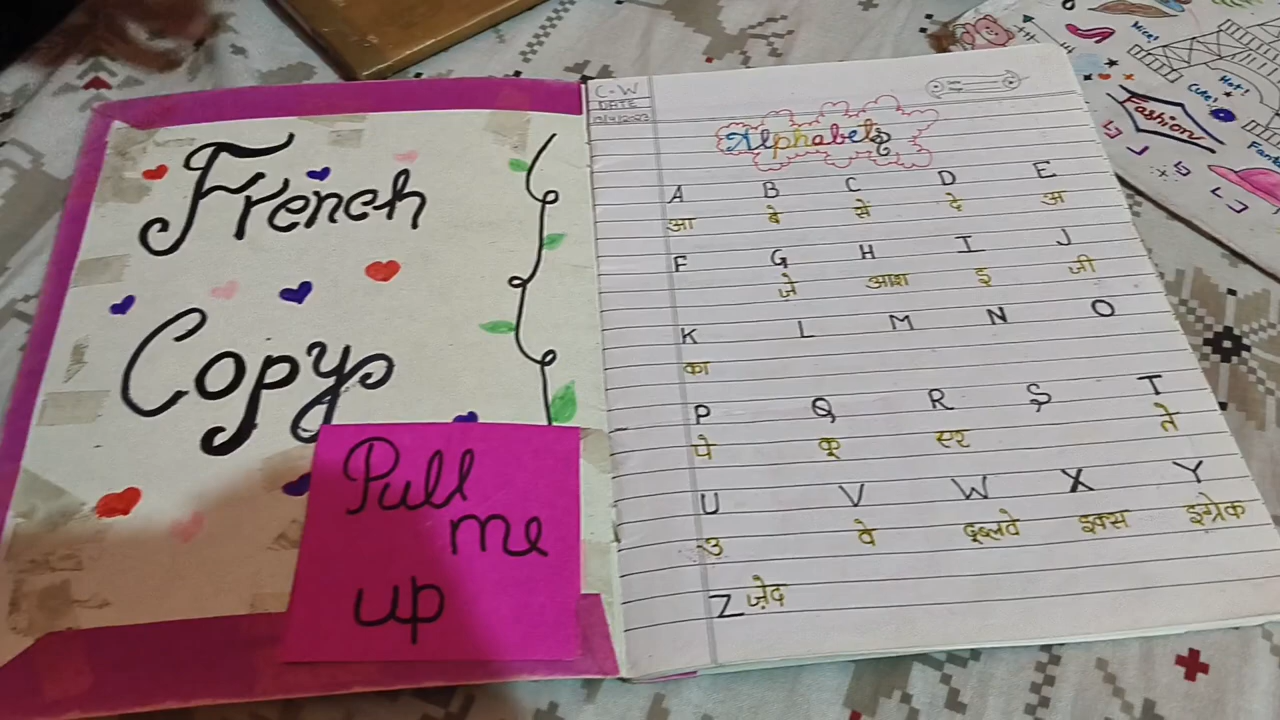 French
Copy
Pull
me
up
C-W
DATE
Alphabets
A B C D E
आ बे से दे अ
F G H I J
जे आश इ जी
K L M N O
का
P Q R S T
पे कू एर ते
U V W X Y
उ वे दूब्लवे इक्स इग्रेक
Z ज़ेद
Nice!
Hot!
Cute!
Fashion